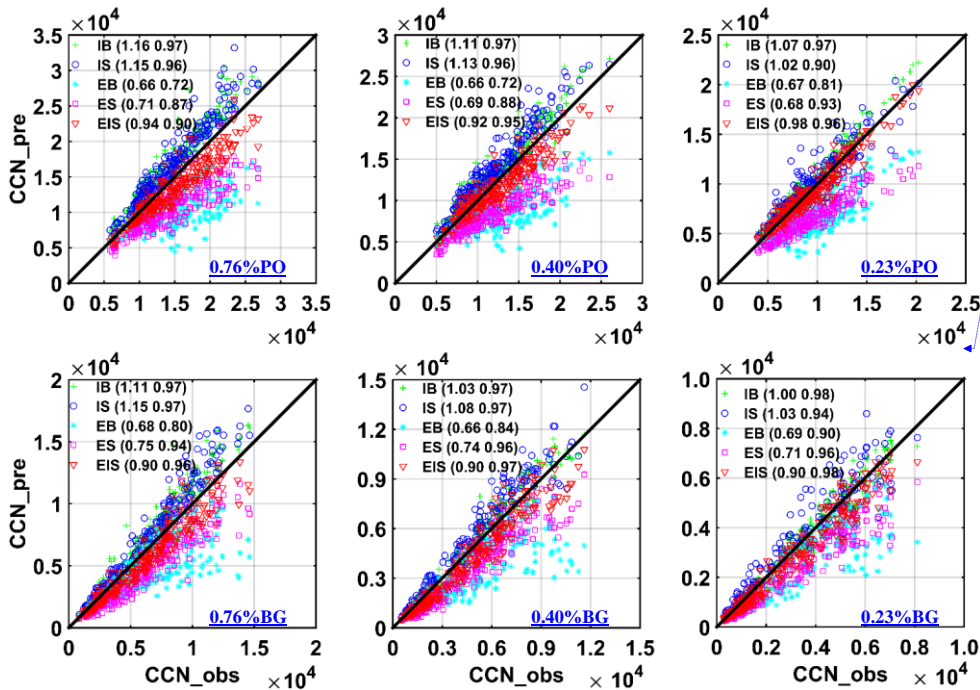 ×10⁴
3.5
3
2.5
2
1.5
1
0.5
0
CCN_pre
IB (1.16 0.97)
IS (1.15 0.96)
EB (0.66 0.72)
ES (0.71 0.87)
EIS (0.94 0.90)
0.76%PO
0 0.5 1 1.5 2 2.5 3 3.5
×10⁴
×10⁴
3
2.5
2
1.5
1
0.5
0
IB (1.11 0.97)
IS (1.13 0.96)
EB (0.66 0.72)
ES (0.69 0.88)
EIS (0.92 0.95)
0.40%PO
0 0.5 1 1.5 2 2.5 3
×10⁴
×10⁴
2.5
2
1.5
1
0.5
0
IB (1.07 0.97)
IS (1.02 0.90)
EB (0.67 0.81)
ES (0.68 0.93)
EIS (0.98 0.96)
0.23%PO
0 0.5 1 1.5 2 2.5
×10⁴
×10⁴
2
1.5
1
0.5
0
CCN_pre
IB (1.11 0.97)
IS (1.15 0.97)
EB (0.68 0.80)
ES (0.75 0.94)
EIS (0.90 0.96)
0.76%BG
0 0.5 1 1.5 2
CCN_obs ×10⁴
×10⁴
1.5
1.2
0.9
0.6
0.3
0
IB (1.03 0.97)
IS (1.08 0.97)
EB (0.66 0.84)
ES (0.74 0.96)
EIS (0.90 0.97)
0.40%BG
0 0.3 0.6 0.9 1.2 1.5
CCN_obs ×10⁴
×10⁴
1.0
0.8
0.6
0.4
0.2
0
IB (1.00 0.98)
IS (1.03 0.94)
EB (0.69 0.90)
ES (0.71 0.96)
EIS (0.90 0.98)
0.23%BG
0 0.2 0.4 0.6 0.8 1.0
CCN_obs × 10⁴